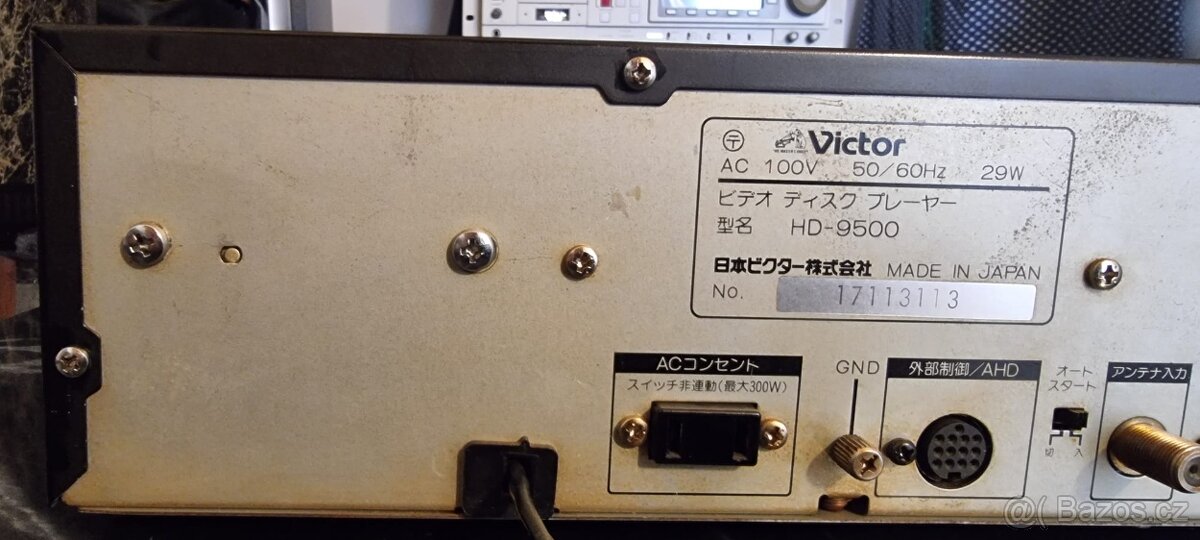 Victor
AC 100V 50/60Hz 29W
ビデオ ディスク プレーヤー
型名 HD-9500
日本ビクター株式会社 MADE IN JAPAN
No. 17113113
ACコンセント
スイッチ非連動(最大300W)
GND
外部制御/AHD
オート
スタート
切 入
アンテナ入力
@( Bazos.cz